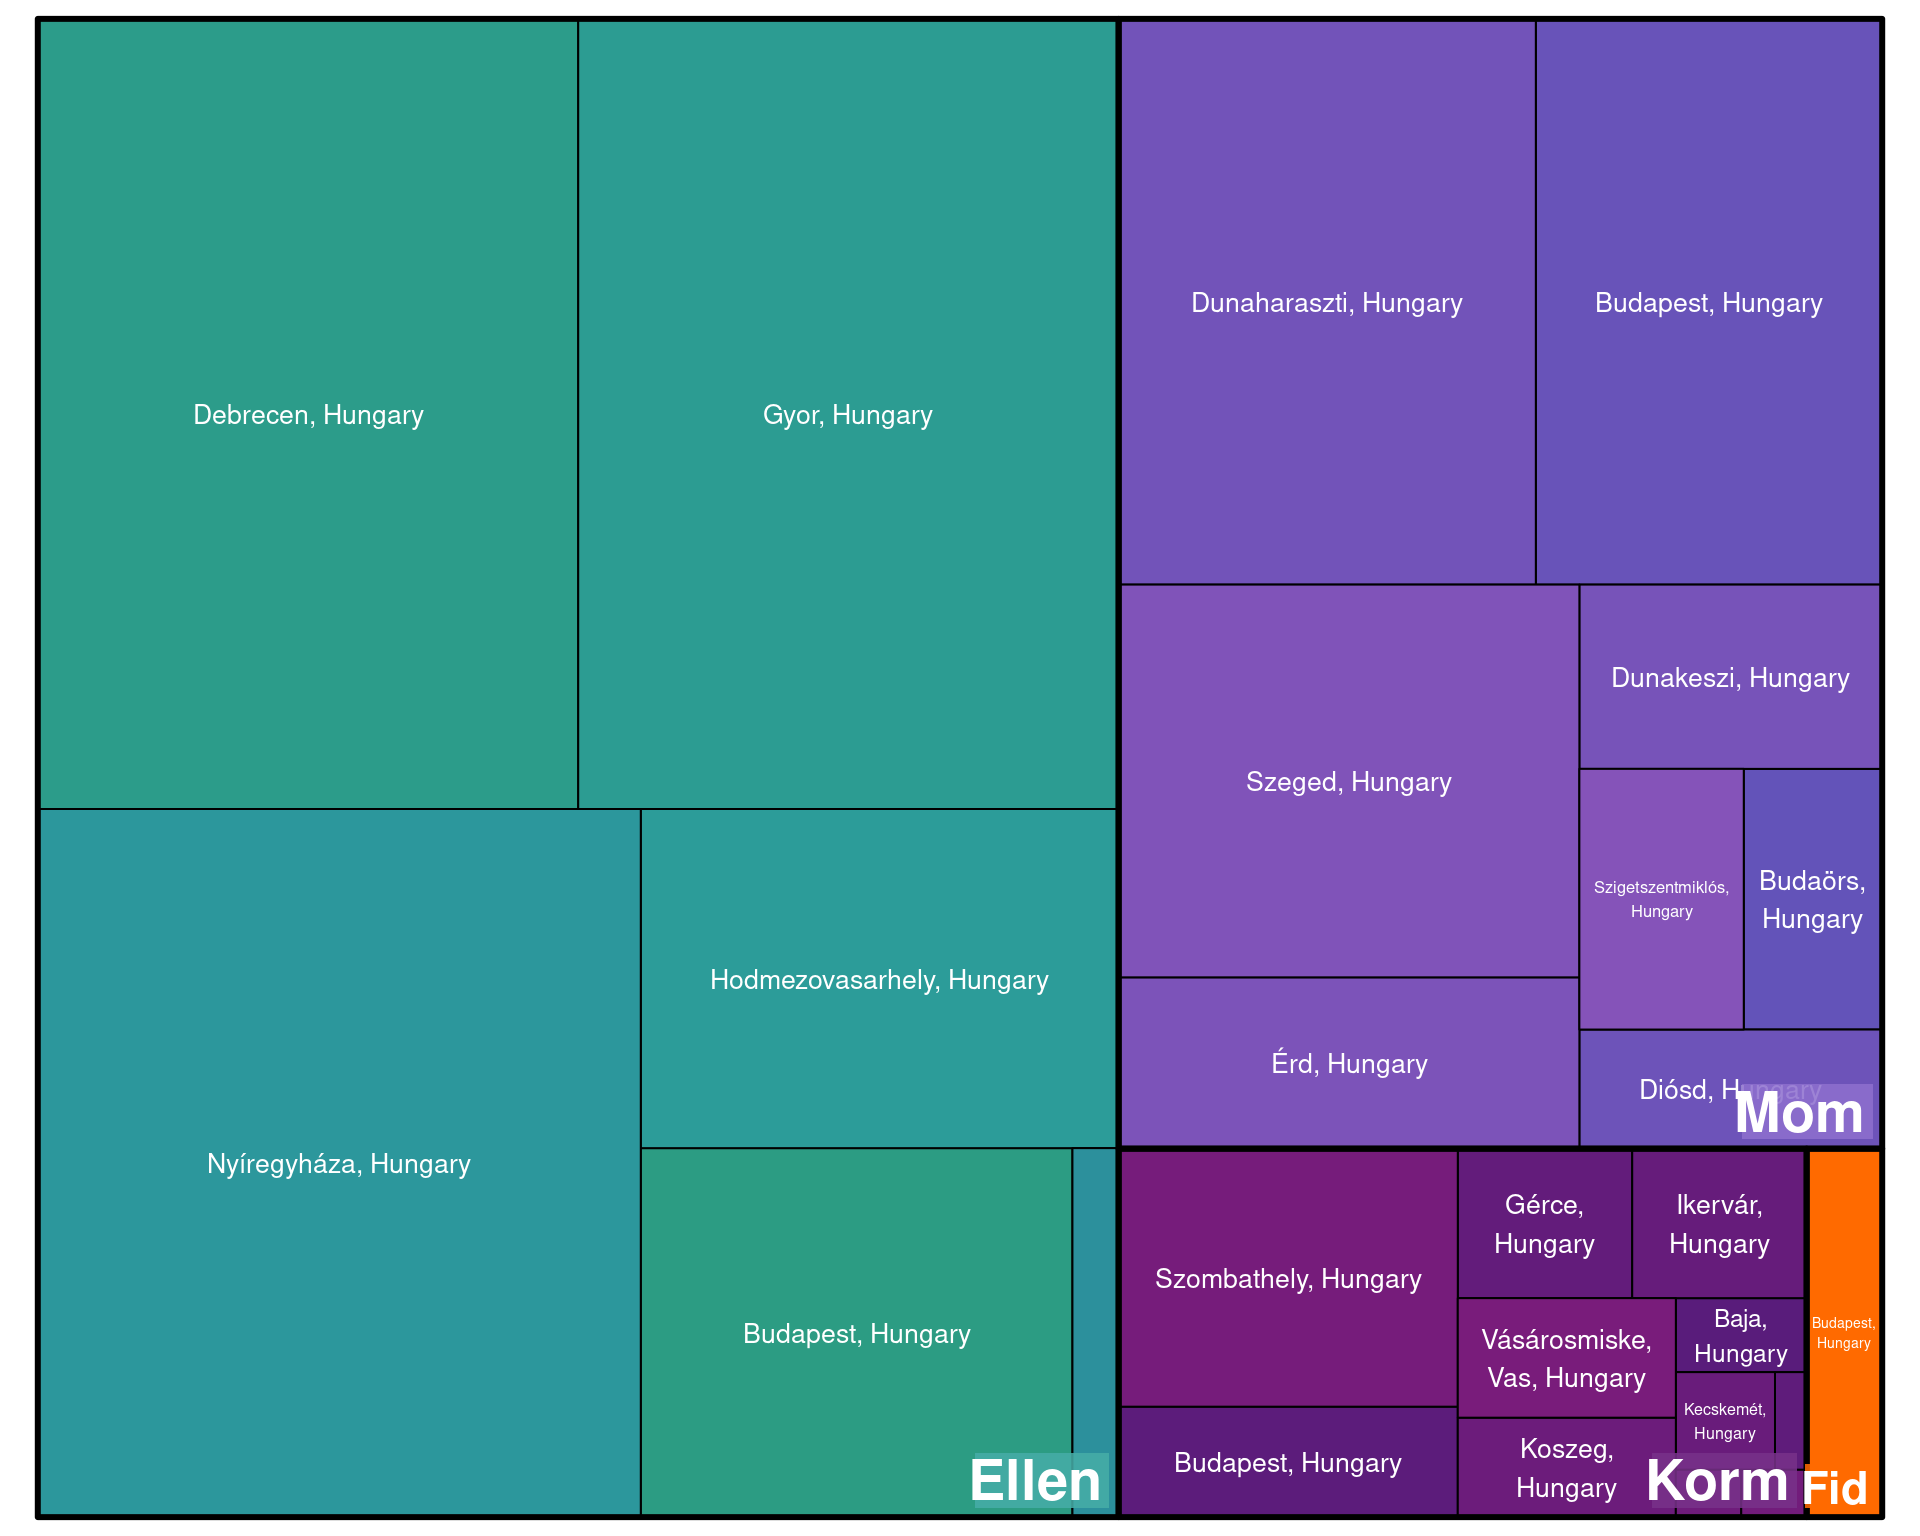 Debrecen, Hungary
Gyor, Hungary
Nyíregyháza, Hungary
Hodmezovasarhely, Hungary
Budapest, Hungary
Ellen
Dunaharaszti, Hungary
Budapest, Hungary
Szeged, Hungary
Dunakeszi, Hungary
Szigetszentmiklós,
Hungary
Budaörs,
Hungary
Érd, Hungary
Diósd, Hungary
Mom
Szombathely, Hungary
Budapest, Hungary
Gérce,
Hungary
Ikervár,
Hungary
Vásárosmiske,
Vas, Hungary
Baja,
Hungary
Kecskemét,
Hungary
Koszeg,
Hungary
Korm
Budapest,
Hungary
Fid